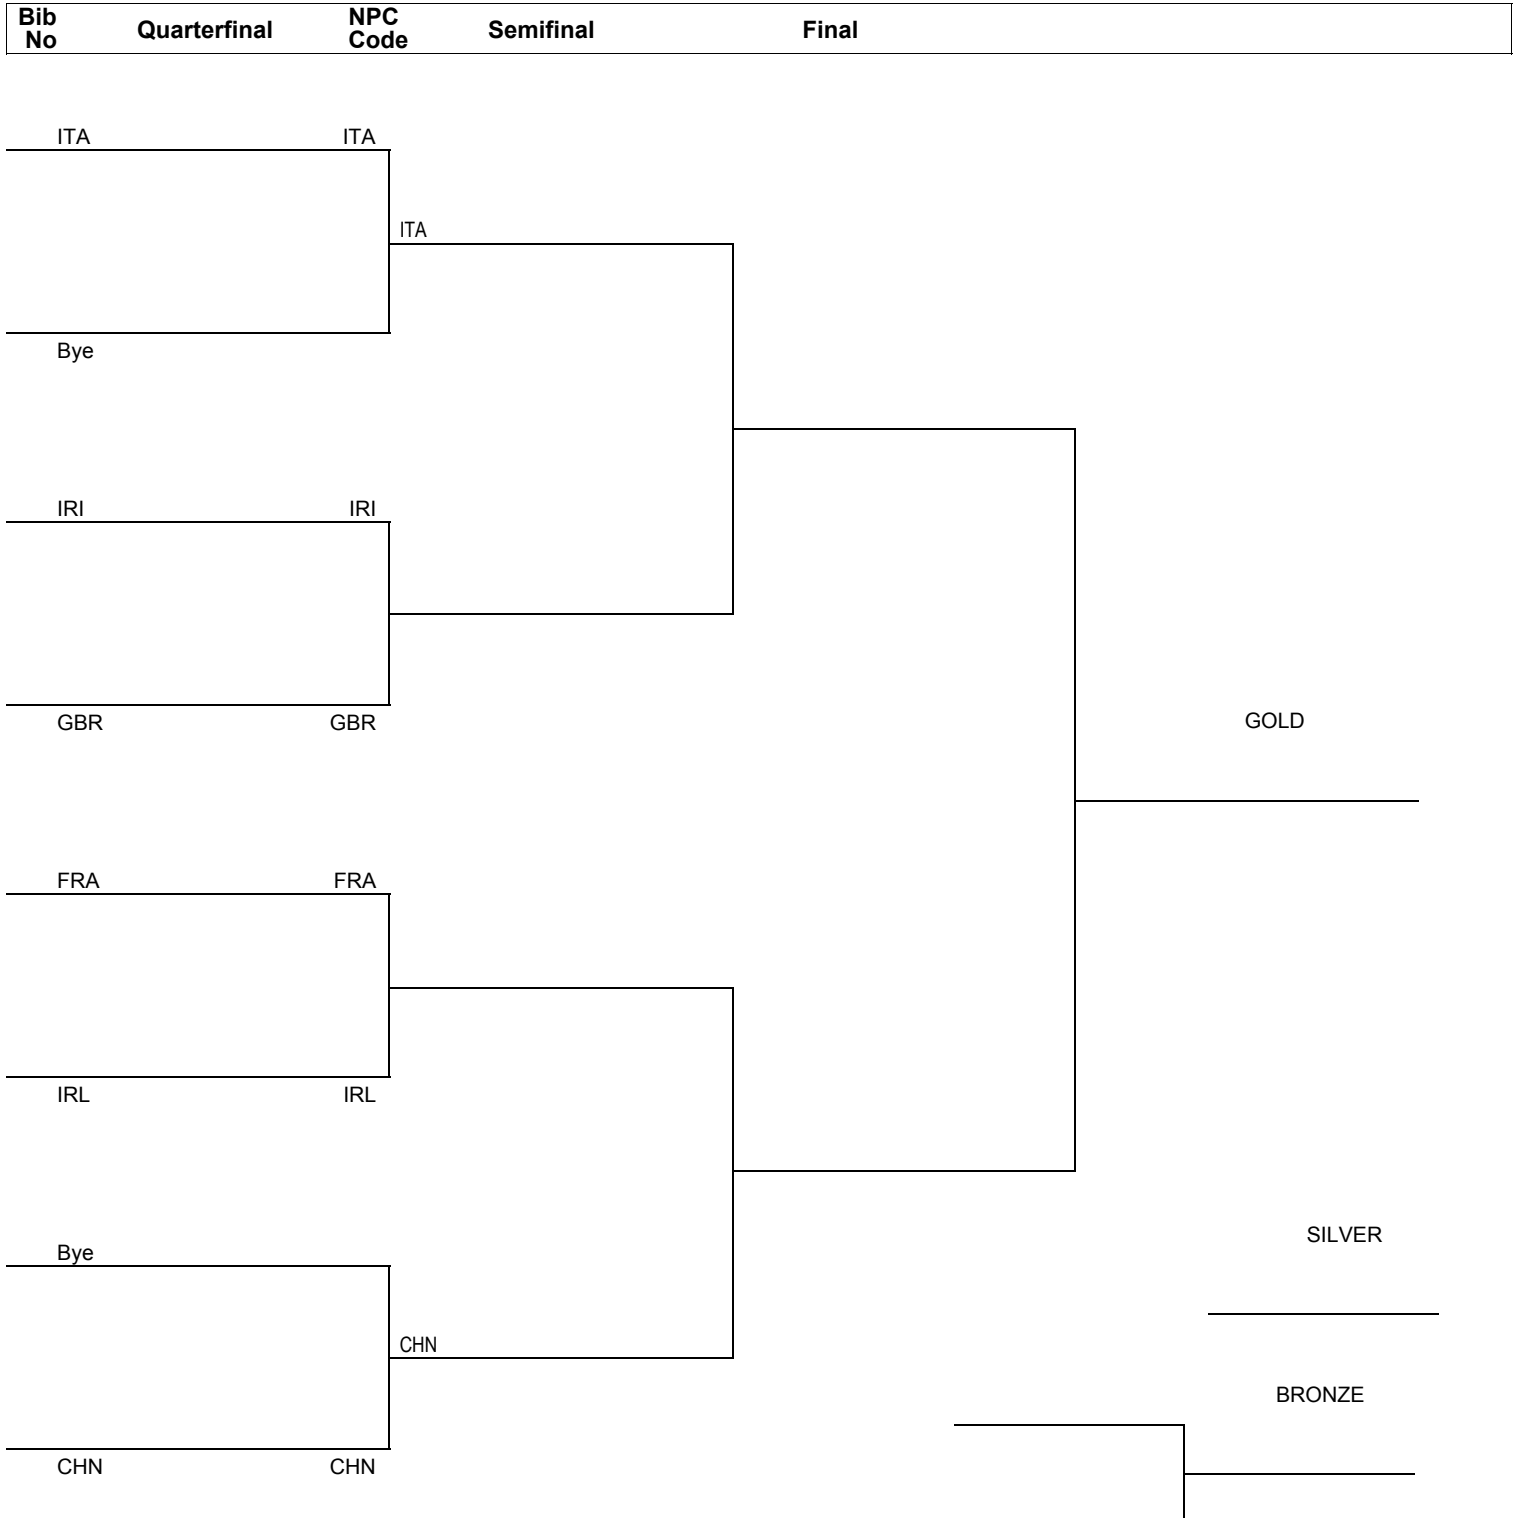 Bib No Quarterfinal NPC Code Semifinal Final
ITA ITA
ITA
Bye
IRI IRI
GBR GBR
GOLD
FRA FRA
IRL IRL
SILVER
Bye
CHN
BRONZE
CHN CHN